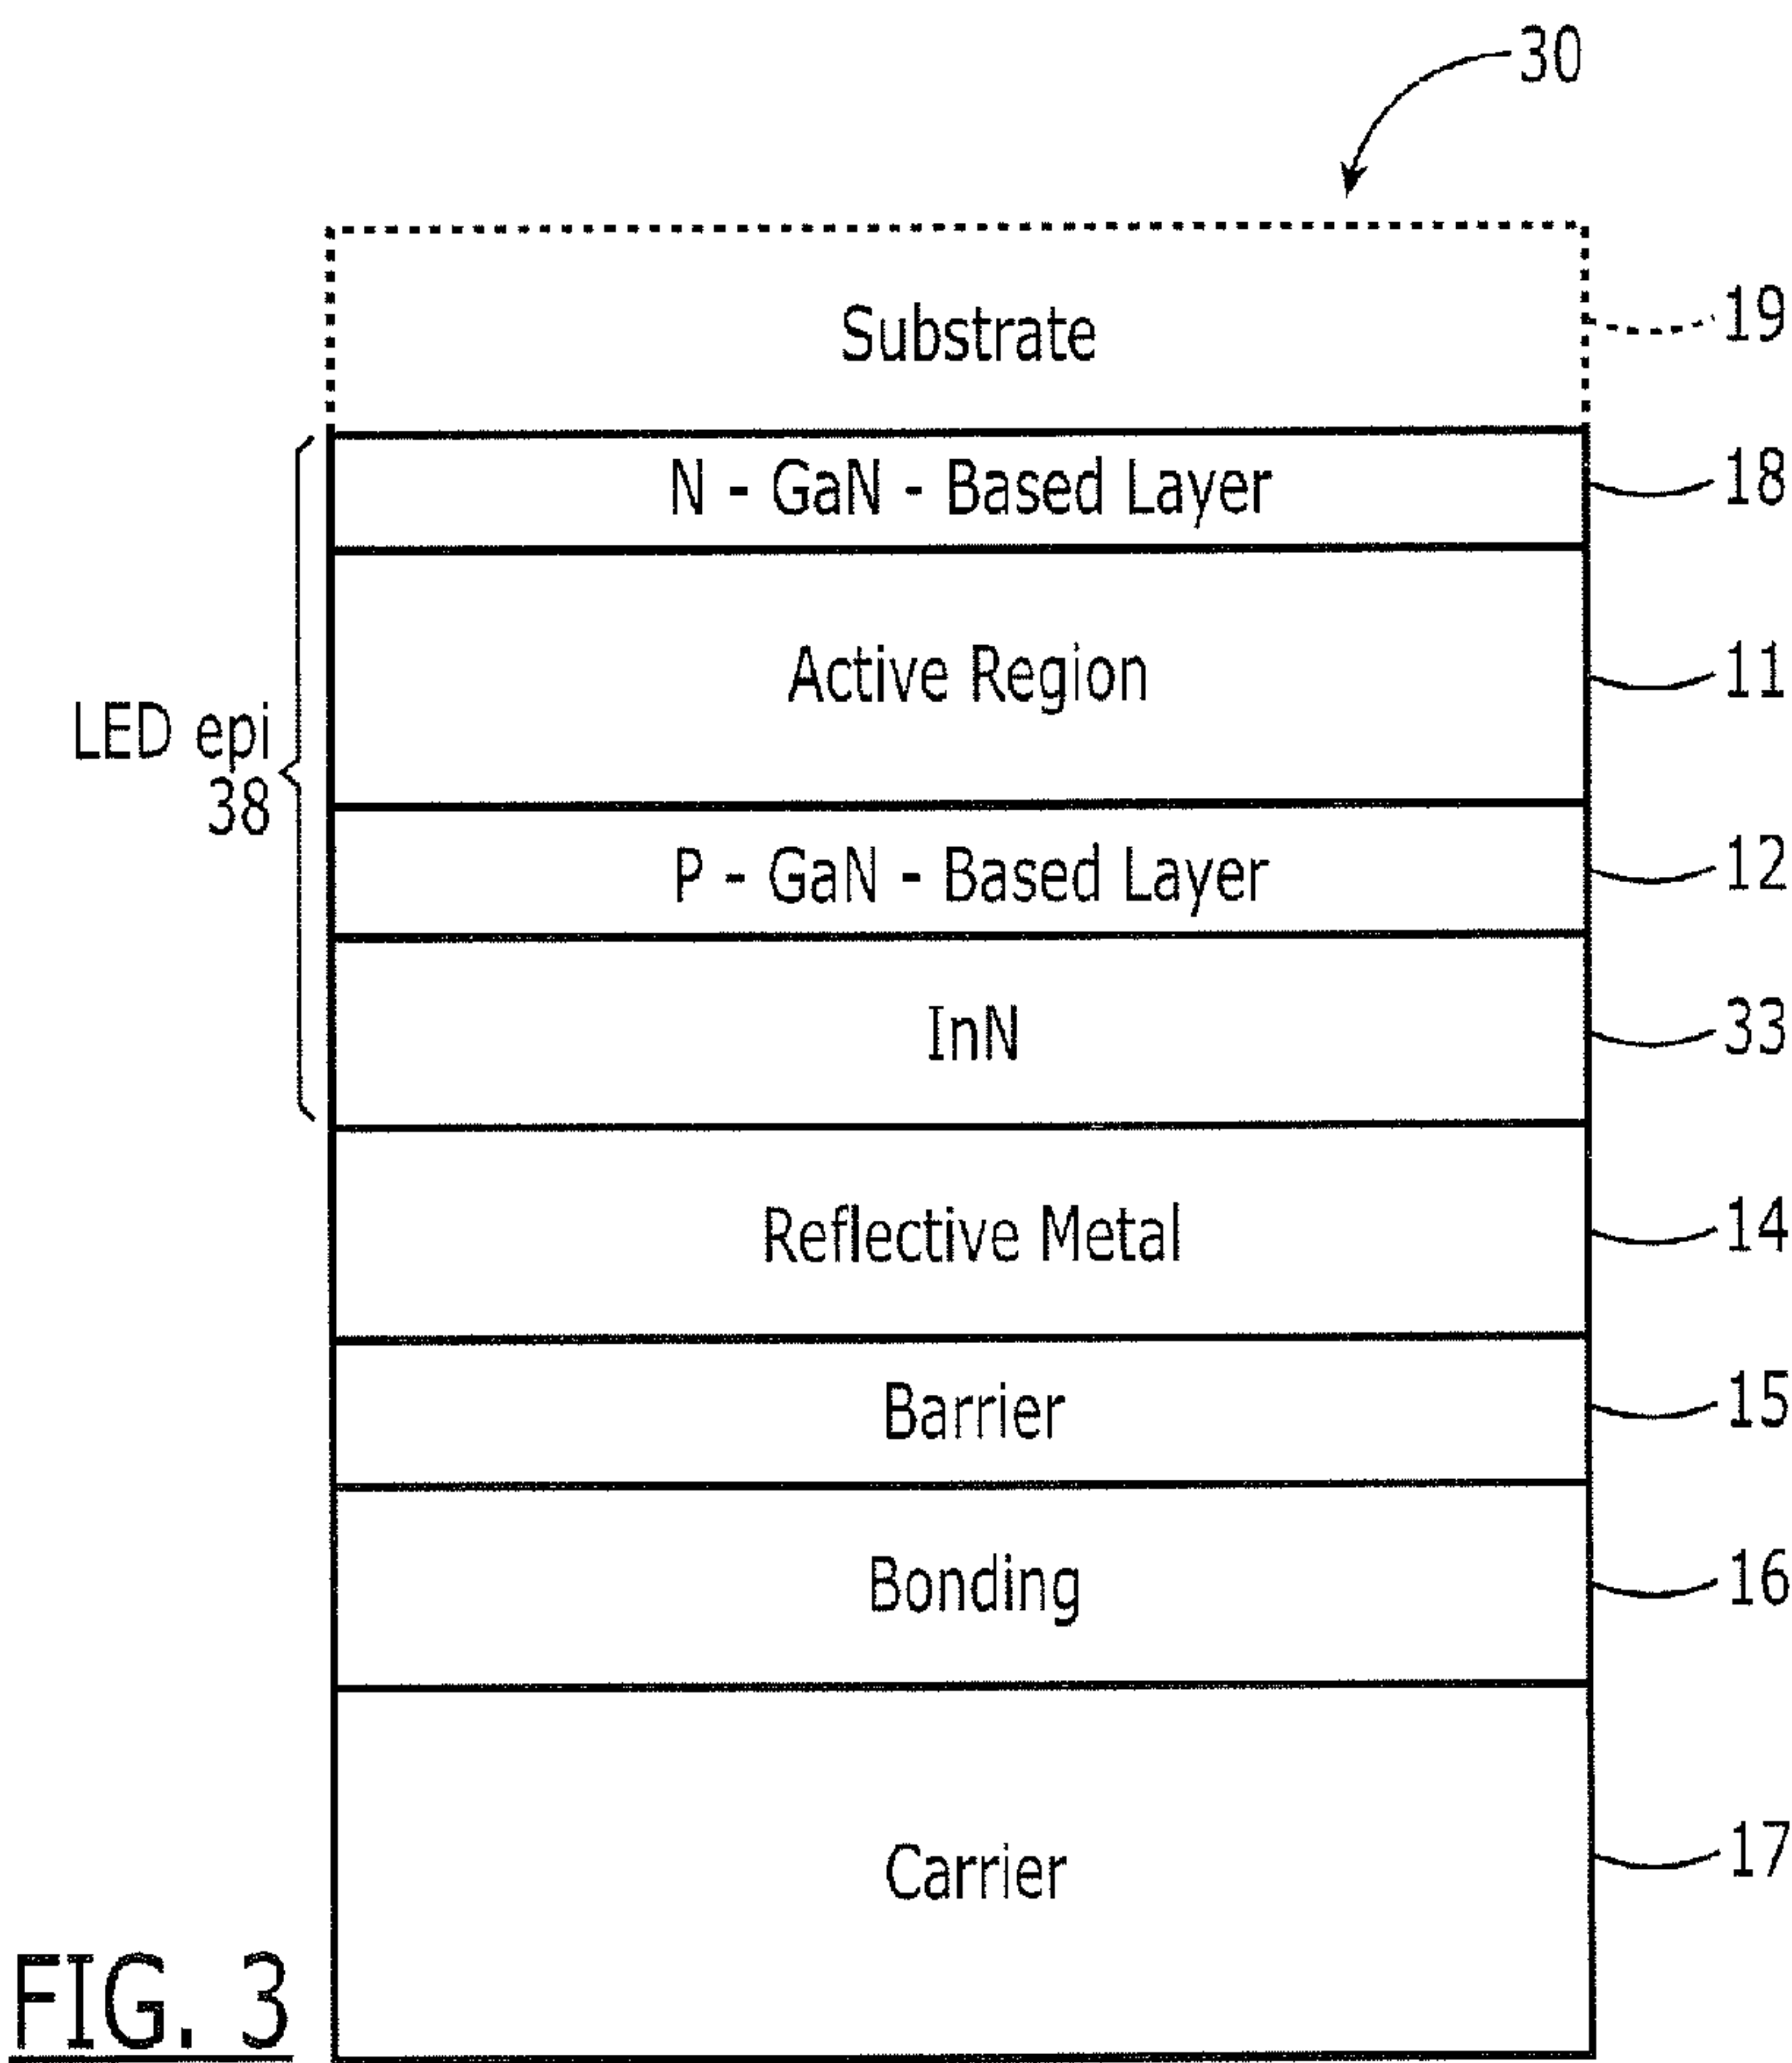 30
Substrate
19
N - GaN - Based Layer
18
Active Region
11
LED epi
38
P - GaN - Based Layer
12
InN
33
Reflective Metal
14
Barrier
15
Bonding
16
Carrier
17
FIG. 3